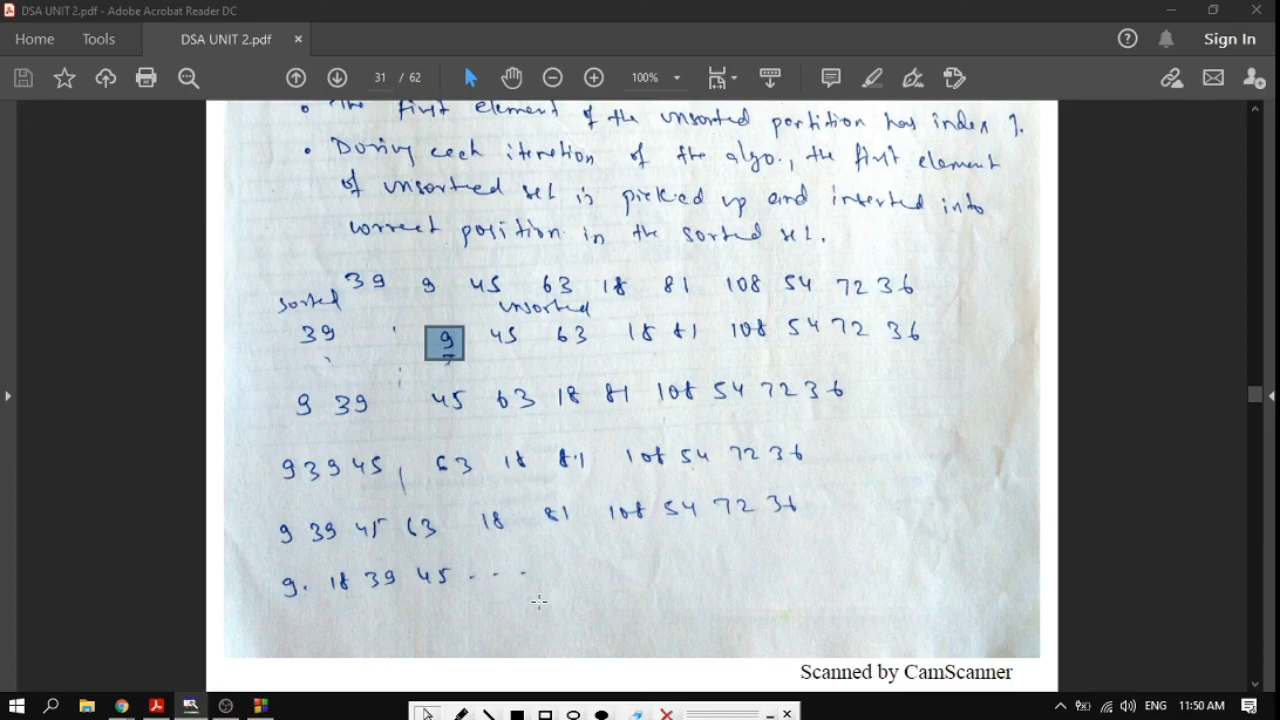 DSA UNIT 2.pdf - Adobe Acrobat Reader DC
Home Tools DSA UNIT 2.pdf × Sign In
31 / 62 100%
• The first element of the unsorted partition has index 1.
• During each iteration of the algo., the first element
of unsorted set is picked up and inserted into
correct position in the sorted set.
39 9 45 63 18 81 108 54 72 36
sorted unsorted
39 9 45 63 18 81 108 54 72 36
9 39 45 63 18 81 108 54 72 36
9 39 45 63 18 81 108 54 72 36
9 39 45 63 18 81 108 54 72 36
9. 18 39 45 . . .
Scanned by CamScanner
ENG 11:50 AM